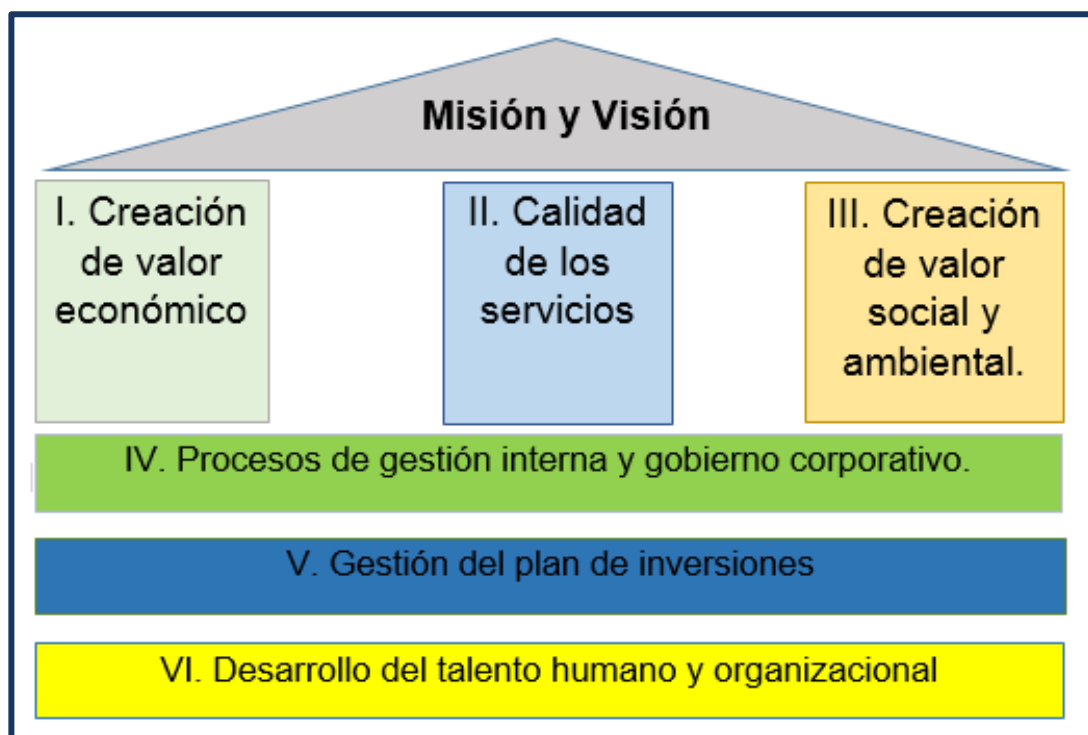 Misión y Visión
I. Creación
de valor
económico
II. Calidad
de los
servicios
III. Creación
de valor
social y
ambiental.
IV. Procesos de gestión interna y gobierno corporativo.
V. Gestión del plan de inversiones
VI. Desarrollo del talento humano y organizacional